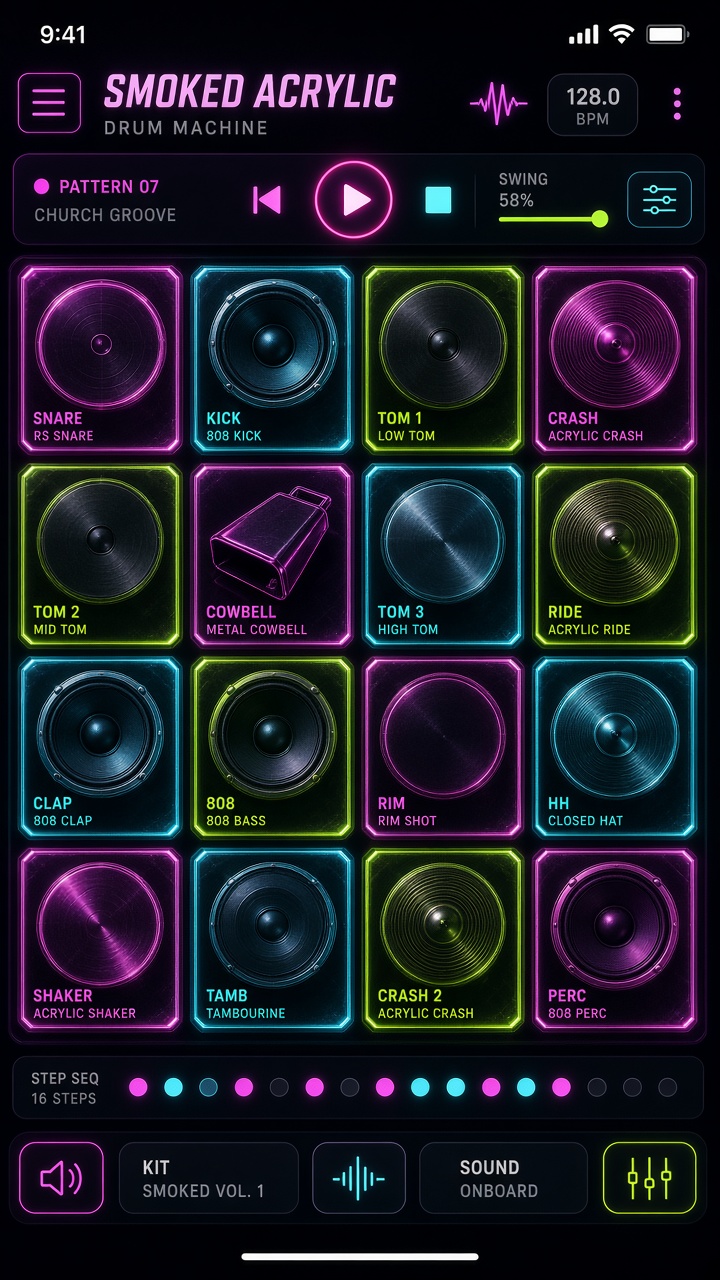 9:41
SMOKED ACRYLIC
DRUM MACHINE
128.0
BPM
PATTERN 07
CHURCH GROOVE
SWING
58%
SNARE
RS SNARE
KICK
808 KICK
TOM 1
LOW TOM
CRASH
ACRYLIC CRASH
TOM 2
MID TOM
COWBELL
METAL COWBELL
TOM 3
HIGH TOM
RIDE
ACRYLIC RIDE
CLAP
808 CLAP
808
808 BASS
RIM
RIM SHOT
HH
CLOSED HAT
SHAKER
ACRYLIC SHAKER
TAMB
TAMBOURINE
CRASH 2
ACRYLIC CRASH
PERC
808 PERC
STEP SEQ
16 STEPS
KIT
SMOKED VOL. 1
SOUND
ONBOARD